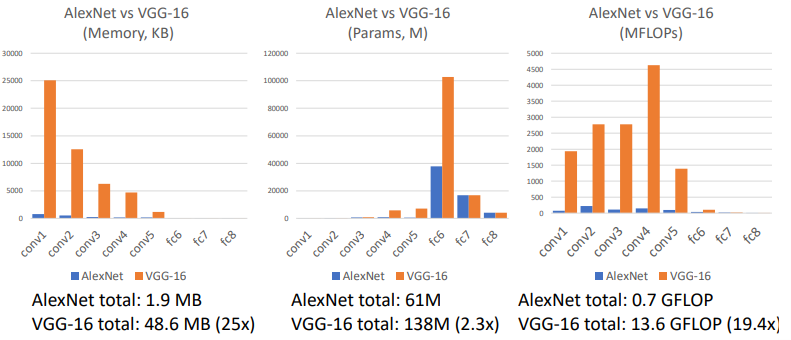 AlexNet vs VGG-16
(Memory, KB)
30000
25000
20000
15000
10000
5000
0
conv1
conv2
conv3
conv4
conv5
fc6
fc7
fc8
AlexNet
VGG-16
AlexNet total: 1.9 MB
VGG-16 total: 48.6 MB (25x)
AlexNet vs VGG-16
(Params, M)
120000
100000
80000
60000
40000
20000
0
conv1
conv2
conv3
conv4
conv5
fc6
fc7
fc8
AlexNet
VGG-16
AlexNet total: 61M
VGG-16 total: 138M (2.3x)
AlexNet vs VGG-16
(MFLOPs)
5000
4500
4000
3500
3000
2500
2000
1500
1000
500
0
conv1
conv2
conv3
conv4
conv5
fc6
fc7
fc8
AlexNet
VGG-16
AlexNet total: 0.7 GFLOP
VGG-16 total: 13.6 GFLOP (19.4x)